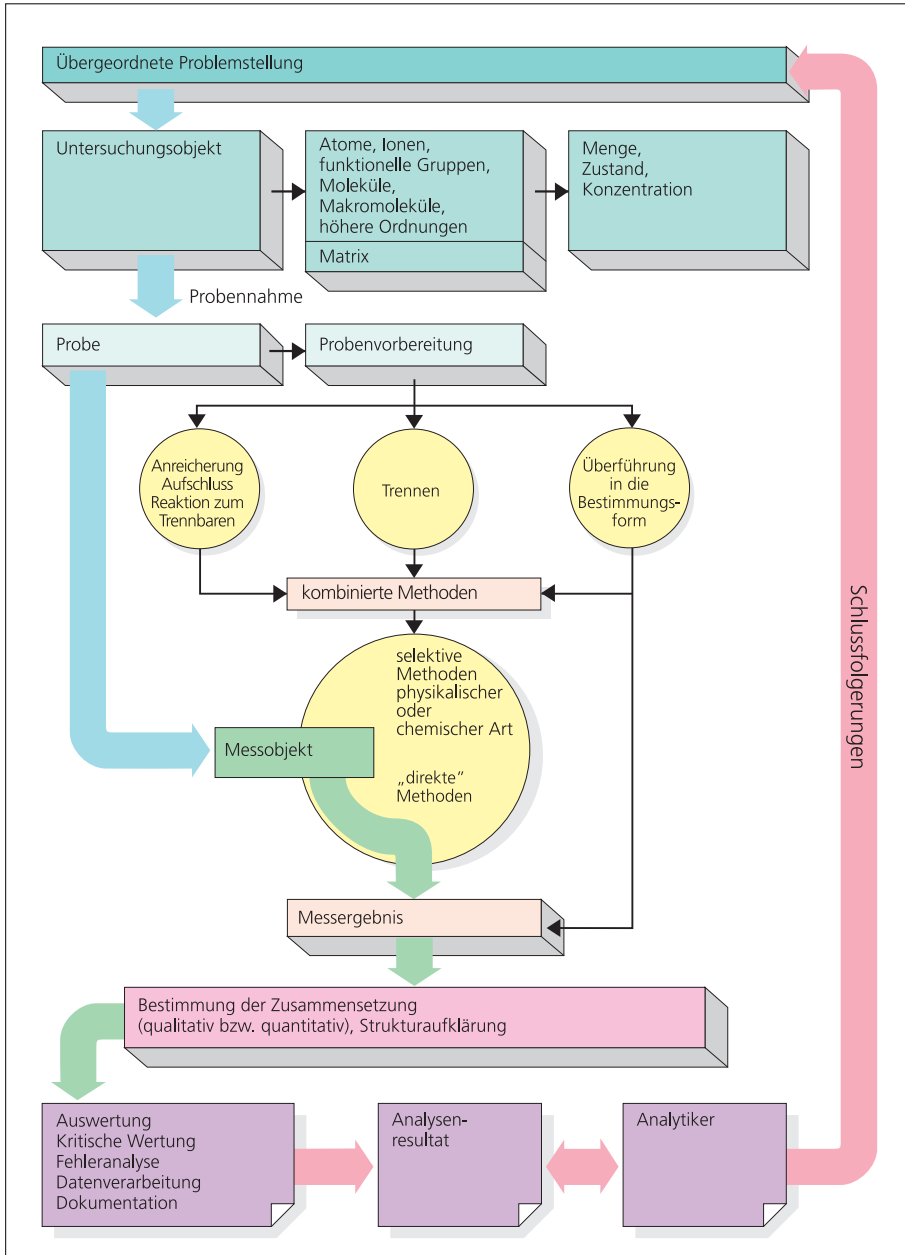 Übergeordnete Problemstellung
Untersuchungsobjekt
Atome, Ionen,
funktionelle Gruppen,
Moleküle,
Makromoleküle,
höhere Ordnungen
Matrix
Menge,
Zustand,
Konzentration
Probennahme
Probe
Probenvorbereitung
Anreicherung
Aufschluss
Reaktion zum
Trennbaren
Trennen
Überführung
in die
Bestimmungs-
form
kombinierte Methoden
selektive
Methoden
physikalischer
oder
chemischer Art
Messobjekt
„direkte”
Methoden
Messergebnis
Bestimmung der Zusammensetzung
(qualitativ bzw. quantitativ), Strukturaufklärung
Auswertung
Kritische Wertung
Fehleranalyse
Datenverarbeitung
Dokumentation
Analysen-
resultat
Analytiker
Schlussfolgerungen